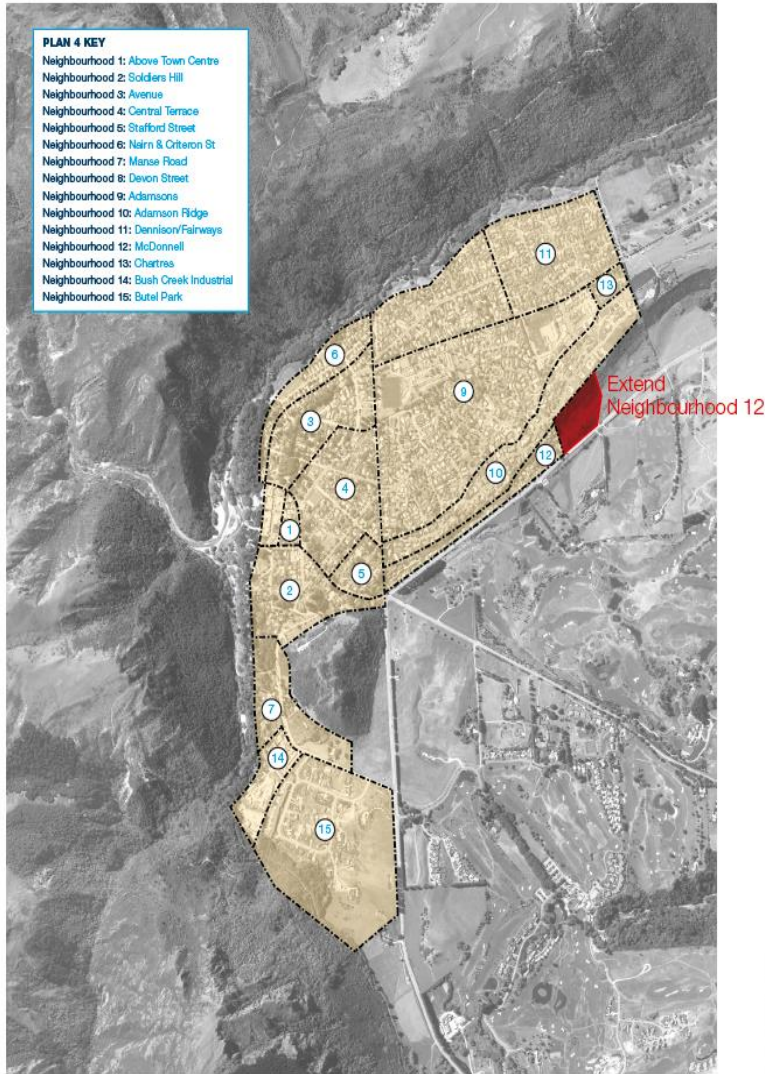 PLAN 4 KEY
Neighbourhood 1: Above Town Centre
Neighbourhood 2: Soldiers Hill
Neighbourhood 3: Avenue
Neighbourhood 4: Central Terrace
Neighbourhood 5: Stafford Street
Neighbourhood 6: Nairn & Criteron St
Neighbourhood 7: Manse Road
Neighbourhood 8: Devon Street
Neighbourhood 9: Adamsons
Neighbourhood 10: Adamson Ridge
Neighbourhood 11: Dennison/Fairways
Neighbourhood 12: McDonnell
Neighbourhood 13: Chartres
Neighbourhood 14: Bush Creek Industrial
Neighbourhood 15: Butel Park
11
13
6
Extend
Neighbourhood 12
9
3
12
10
4
1
5
2
7
14
15